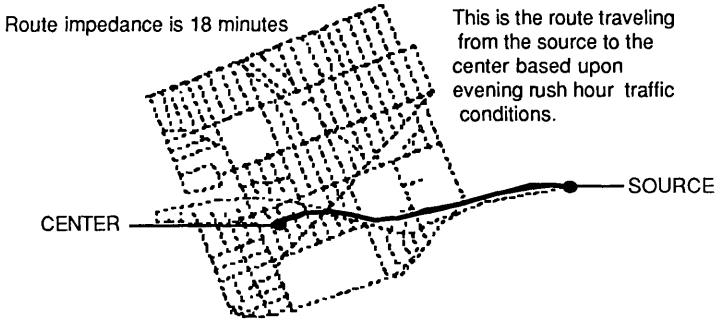 Route impedance is 18 minutes
This is the route traveling
from the source to the
center based upon
evening rush hour traffic
conditions.
SOURCE
CENTER